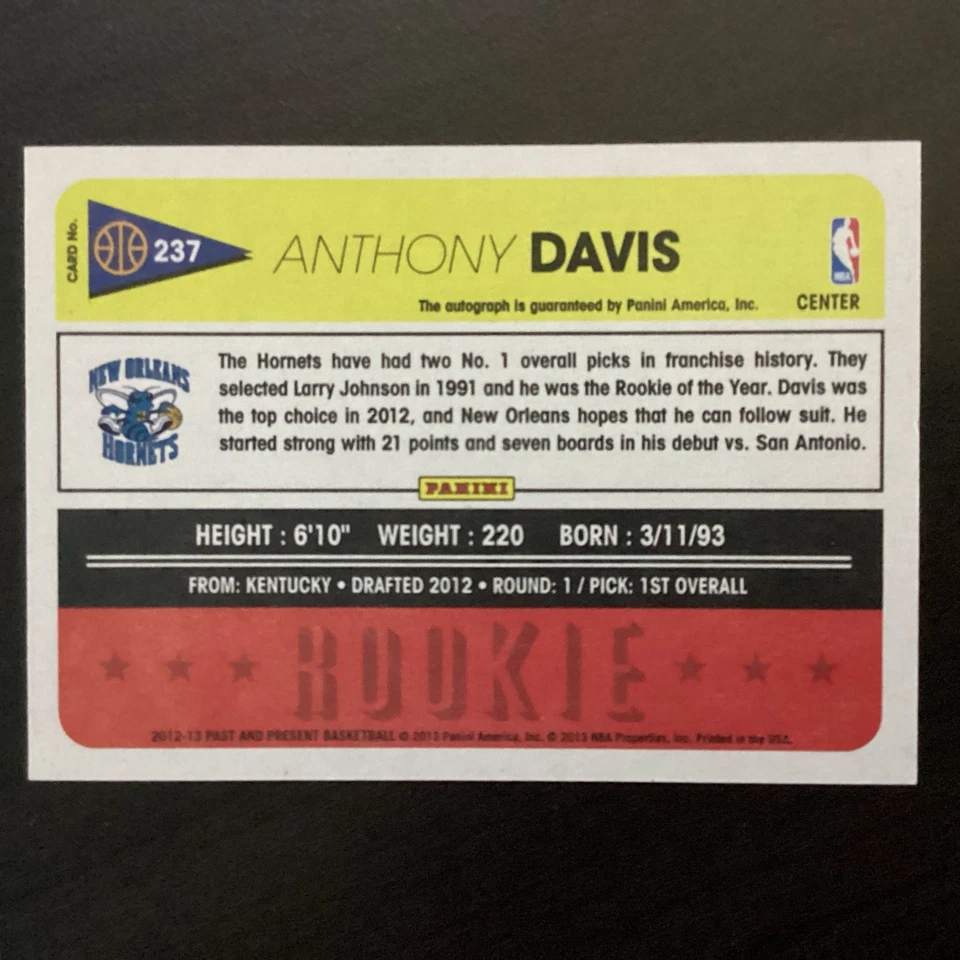 CARD No.
237
ANTHONY DAVIS
NBA
The autograph is guaranteed by Panini America, Inc.
CENTER
NEW ORLEANS
HORNETS
The Hornets have had two No. 1 overall picks in franchise history. They
selected Larry Johnson in 1991 and he was the Rookie of the Year. Davis was
the top choice in 2012, and New Orleans hopes that he can follow suit. He
started strong with 21 points and seven boards in his debut vs. San Antonio.
PANINI
HEIGHT : 6'10" WEIGHT : 220 BORN : 3/11/93
FROM: KENTUCKY • DRAFTED 2012 • ROUND: 1 / PICK: 1ST OVERALL
★ ★ ★ ROOKIE ★ ★ ★
2012-13 PAST AND PRESENT BASKETBALL © 2013 Panini America, Inc. © 2013 NBA Properties, Inc. Printed in the USA.